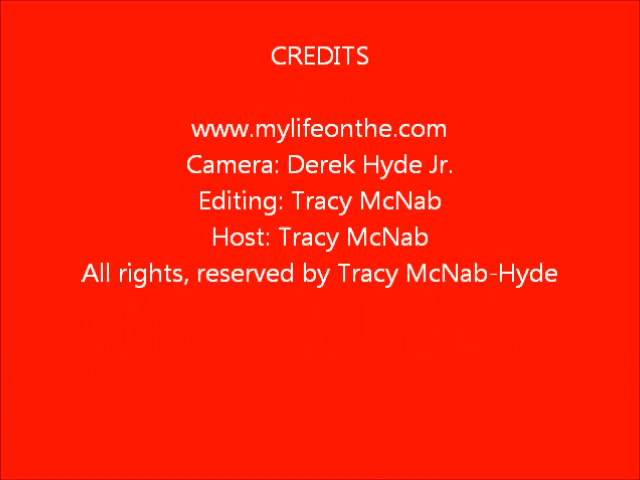 CREDITS
www.mylifeonthe.com
Camera: Derek Hyde Jr.
Editing: Tracy McNab
Host: Tracy McNab
All rights, reserved by Tracy McNab-Hyde